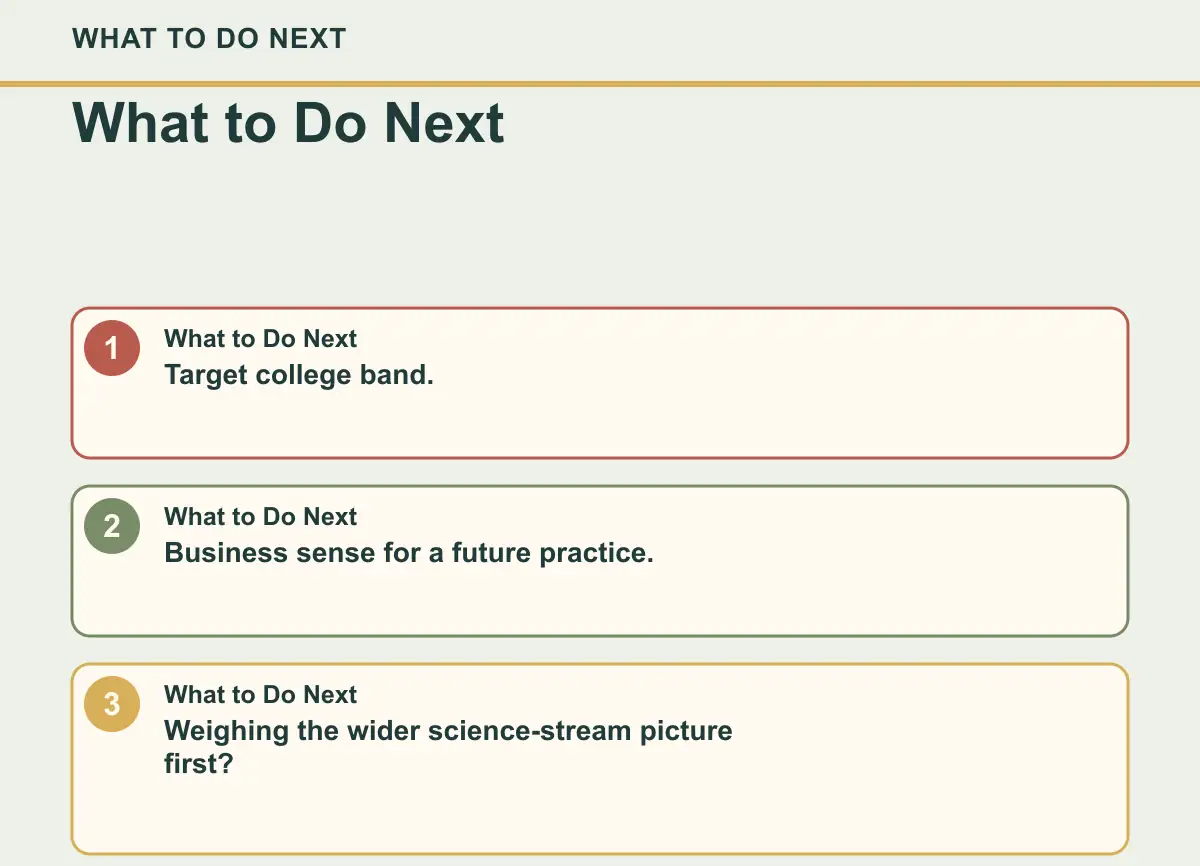 WHAT TO DO NEXT
What to Do Next
1
What to Do Next
Target college band.
2
What to Do Next
Business sense for a future practice.
3
What to Do Next
Weighing the wider science-stream picture
first?